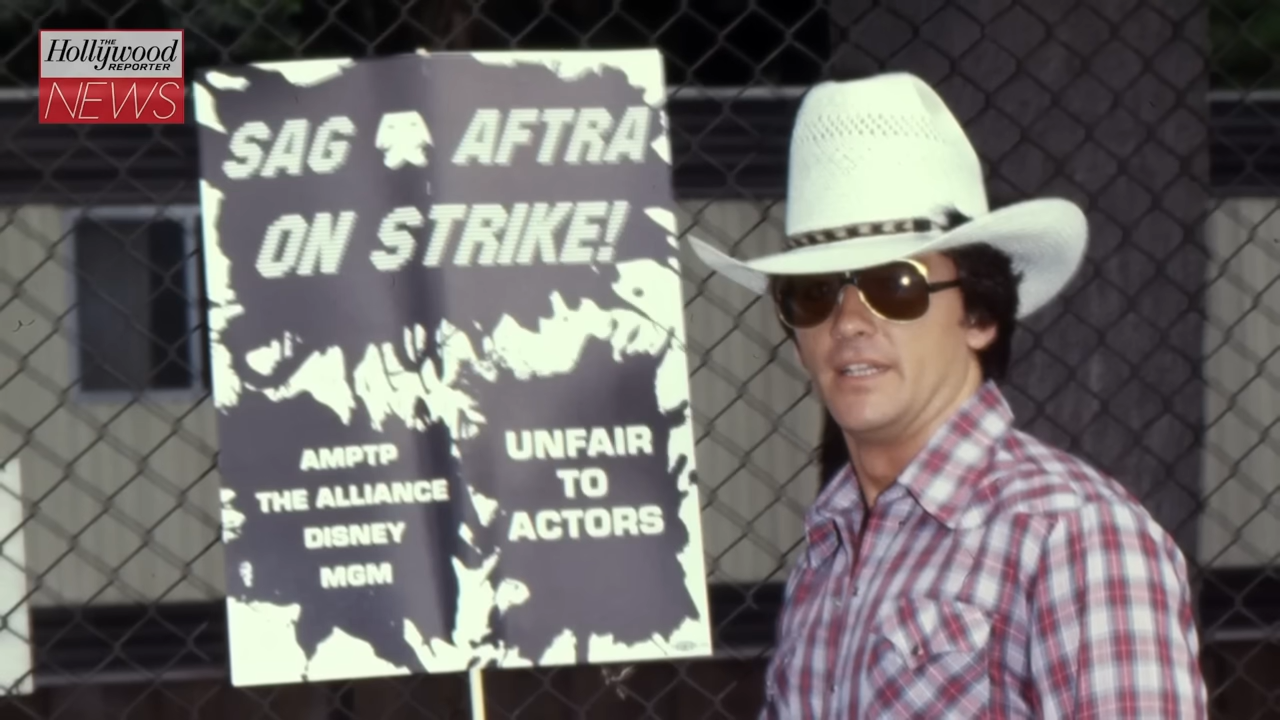 THE
Hollywood
REPORTER
NEWS
SAG AFTRA
ON STRIKE!
AMPTP
THE ALLIANCE
DISNEY
MGM
UNFAIR
TO
ACTORS